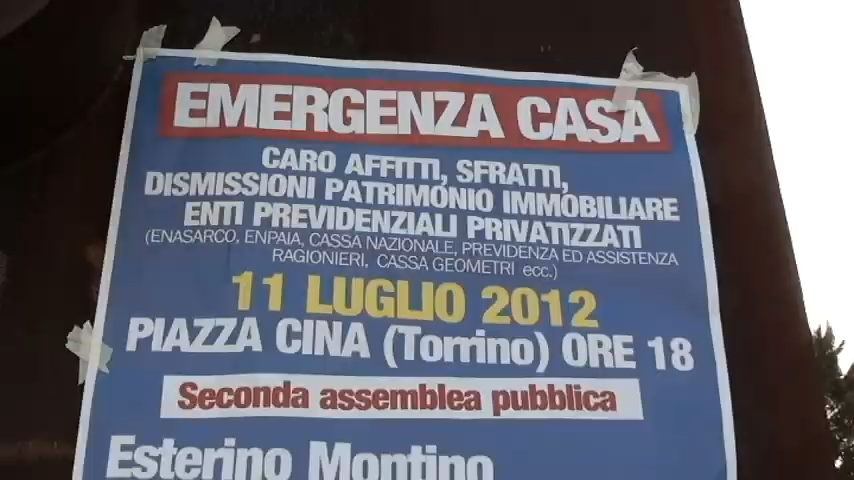 EMERGENZA CASA
CARO AFFITTI, SFRATTI,
DISMISSIONI PATRIMONIO IMMOBILIARE
ENTI PREVIDENZIALI PRIVATIZZATI
(ENASARCO, ENPAIA, CASSA NAZIONALE, PREVIDENZA ED ASSISTENZA
RAGIONIERI, CASSA GEOMETRI ecc.)
11 LUGLIO 2012
PIAZZA CINA (Torrino) ORE 18
Seconda assemblea pubblica
Esterino Montino